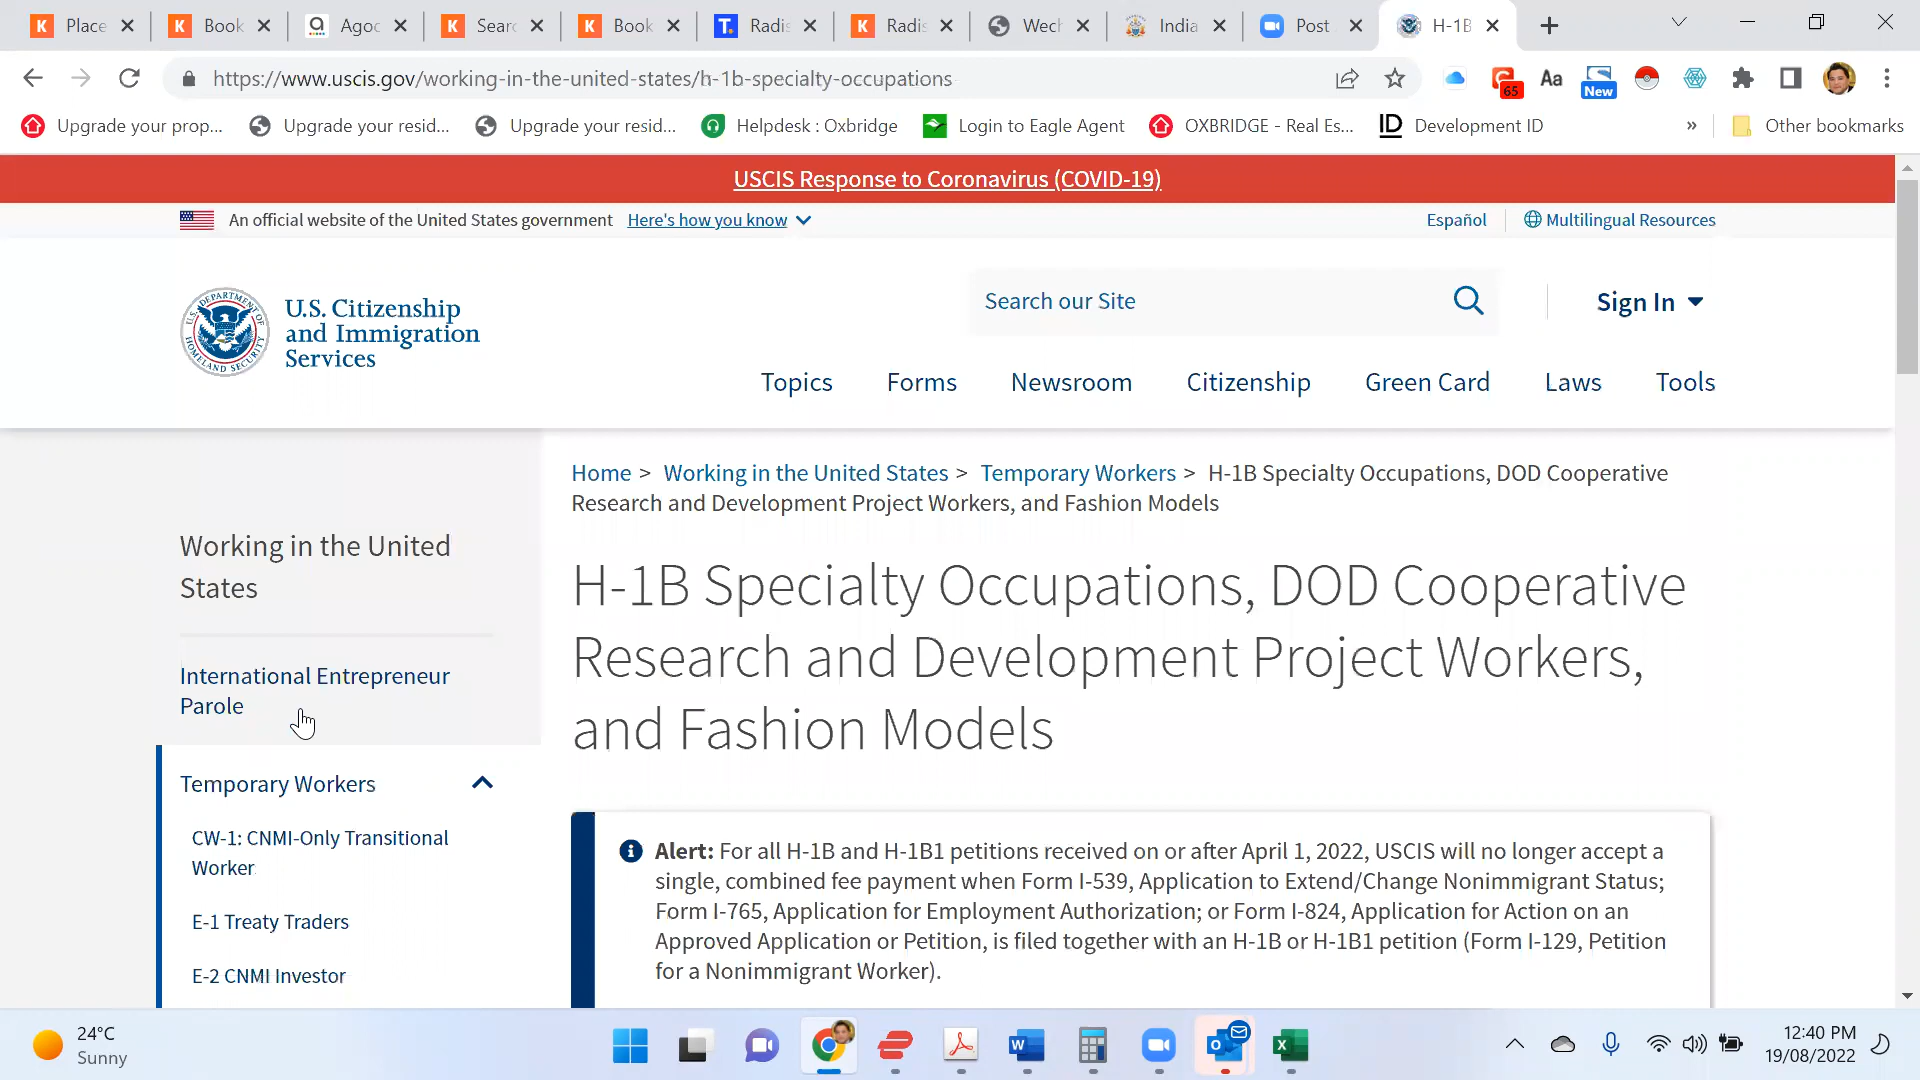 Place
Book
Agoc
Searc
Book
Radis
Radis
Wech
India
Post
H-1B
https://www.uscis.gov/working-in-the-united-states/h-1b-specialty-occupations
65
Aa
New
Upgrade your prop...
Upgrade your resid...
Upgrade your resid...
Helpdesk : Oxbridge
Login to Eagle Agent
OXBRIDGE - Real Es...
ID
Development ID
»
Other bookmarks
USCIS Response to Coronavirus (COVID-19)
An official website of the United States government Here's how you know
Español
Multilingual Resources
U.S. Citizenship
and Immigration
Services
Search our Site
Sign In
Topics
Forms
Newsroom
Citizenship
Green Card
Laws
Tools
Home > Working in the United States > Temporary Workers > H-1B Specialty Occupations, DOD Cooperative
Research and Development Project Workers, and Fashion Models
Working in the United
States
International Entrepreneur
Parole
Temporary Workers
CW-1: CNMI-Only Transitional
Worker
E-1 Treaty Traders
E-2 CNMI Investor
H-1B Specialty Occupations, DOD Cooperative
Research and Development Project Workers,
and Fashion Models
Alert: For all H-1B and H-1B1 petitions received on or after April 1, 2022, USCIS will no longer accept a
single, combined fee payment when Form I-539, Application to Extend/Change Nonimmigrant Status;
Form I-765, Application for Employment Authorization; or Form I-824, Application for Action on an
Approved Application or Petition, is filed together with an H-1B or H-1B1 petition (Form I-129, Petition
for a Nonimmigrant Worker).
24°C
Sunny
12:40 PM
19/08/2022